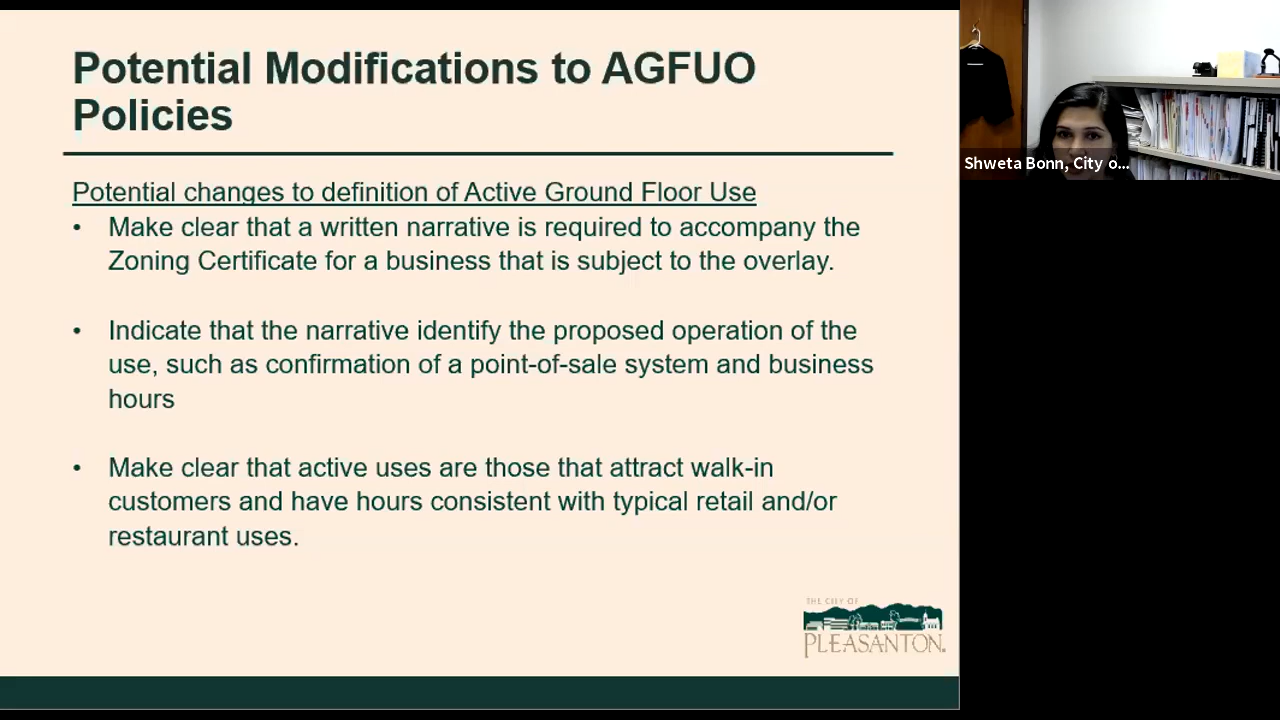 Potential Modifications to AGFUO
Policies
Potential changes to definition of Active Ground Floor Use
• Make clear that a written narrative is required to accompany the
Zoning Certificate for a business that is subject to the overlay.
• Indicate that the narrative identify the proposed operation of the
use, such as confirmation of a point-of-sale system and business
hours
• Make clear that active uses are those that attract walk-in
customers and have hours consistent with typical retail and/or
restaurant uses.
THE CITY OF
PLEASANTON.
Shweta Bonn, City o...